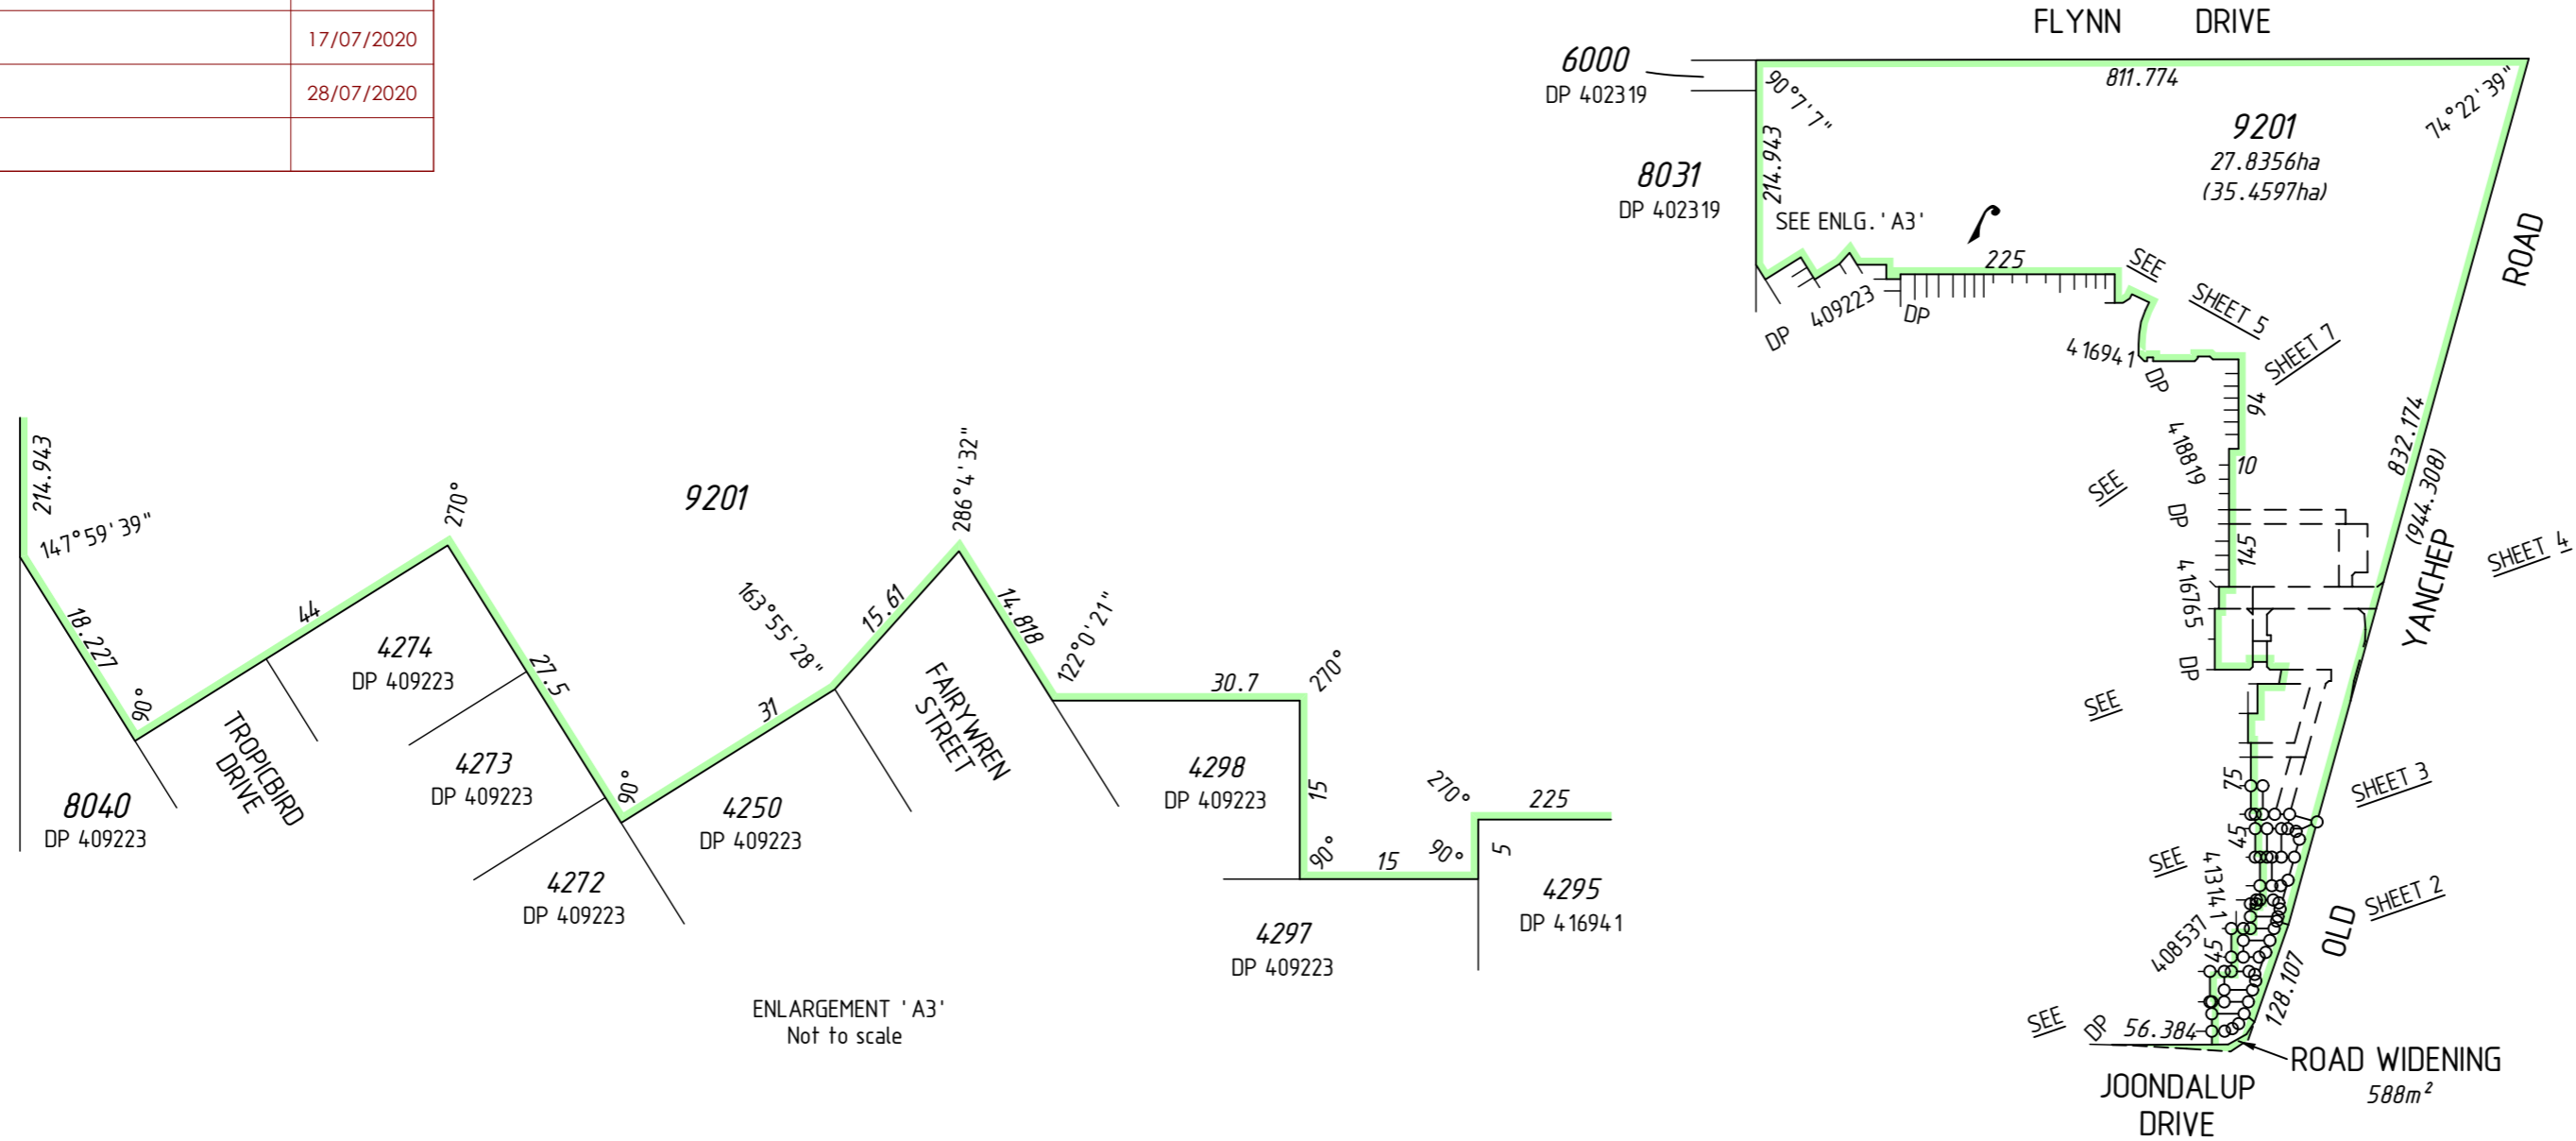 17/07/2020
28/07/2020
FLYNN DRIVE
6000
DP 402319
811.774
90°7'7"
74°22'39"
214.943
9201
27.8356ha
(35.4597ha)
8031
DP 402319
SEE ENLG. 'A3'
225
DP 409223
DP 416941
SEE SHEET 5
SHEET 7
ROAD
DP 418819
94
10
832.174
(944.308)
SEE SHEET 4
DP 416765
145
YANCHEP
DP
SEE SHEET 3
75
45
413141
SEE SHEET 2
408537
45
OLD
128.107
SEE
DP
56.384
ROAD WIDENING
588m²
JOONDALUP
DRIVE
214.943
147°59'39"
18.227
90°
44
270°
9201
4274
DP 409223
27.5
TROPICBIRD
DRIVE
4273
DP 409223
90°
8040
DP 409223
4272
DP 409223
31
4250
DP 409223
163°55'28"
15.61
286°4'32"
14.818
122°0'21"
FAIRYWREN
STREET
30.7
270°
4298
DP 409223
15
90°
15
90°
270°
225
5
4295
DP 416941
4297
DP 409223
ENLARGEMENT 'A3'
Not to scale